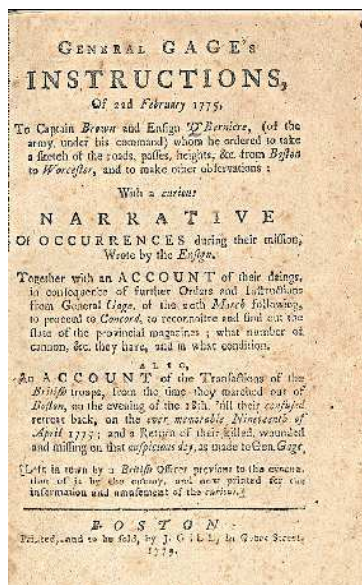 GENERAL GAGE's
INSTRUCTIONS,
Of 22d February 1775,
To Captain Brown and Ensign D'Berniere, (of the
army under his command) whom he ordered to take
a sketch of the roads, passes, heights, &c. from Boston
to Worcester, and to make other observations :
With a curious
NARRATIVE
Of OCCURRENCES during their mission,
Wrote by the Ensign.
Together with an ACCOUNT of their doings,
in consequence of further Orders and Instructions
from General Gage, of the 20th March following,
to proceed to Concord, to reconnoitre and find out the
state of the provincial magazines ; what number of
cannon, &c. they have, and in what condition.
ALSO,
An ACCOUNT of the Transactions of the
British troops, from the time they marched out of
Boston, on the evening of the 18th, 'till their confused
retreat back, on the ever memorable Nineteenth of
April 1775 ; and a Return of their killed, wounded
and missing on that auspicious day, as made to Gen. Gage,
[Left in town by a British Officer previous to the evacua-
tion of it by the enemy, and now printed for the
information and amusement of the curious.]
BOSTON
Printed, and to be sold, by J. GILL, in Court Street.
1779.